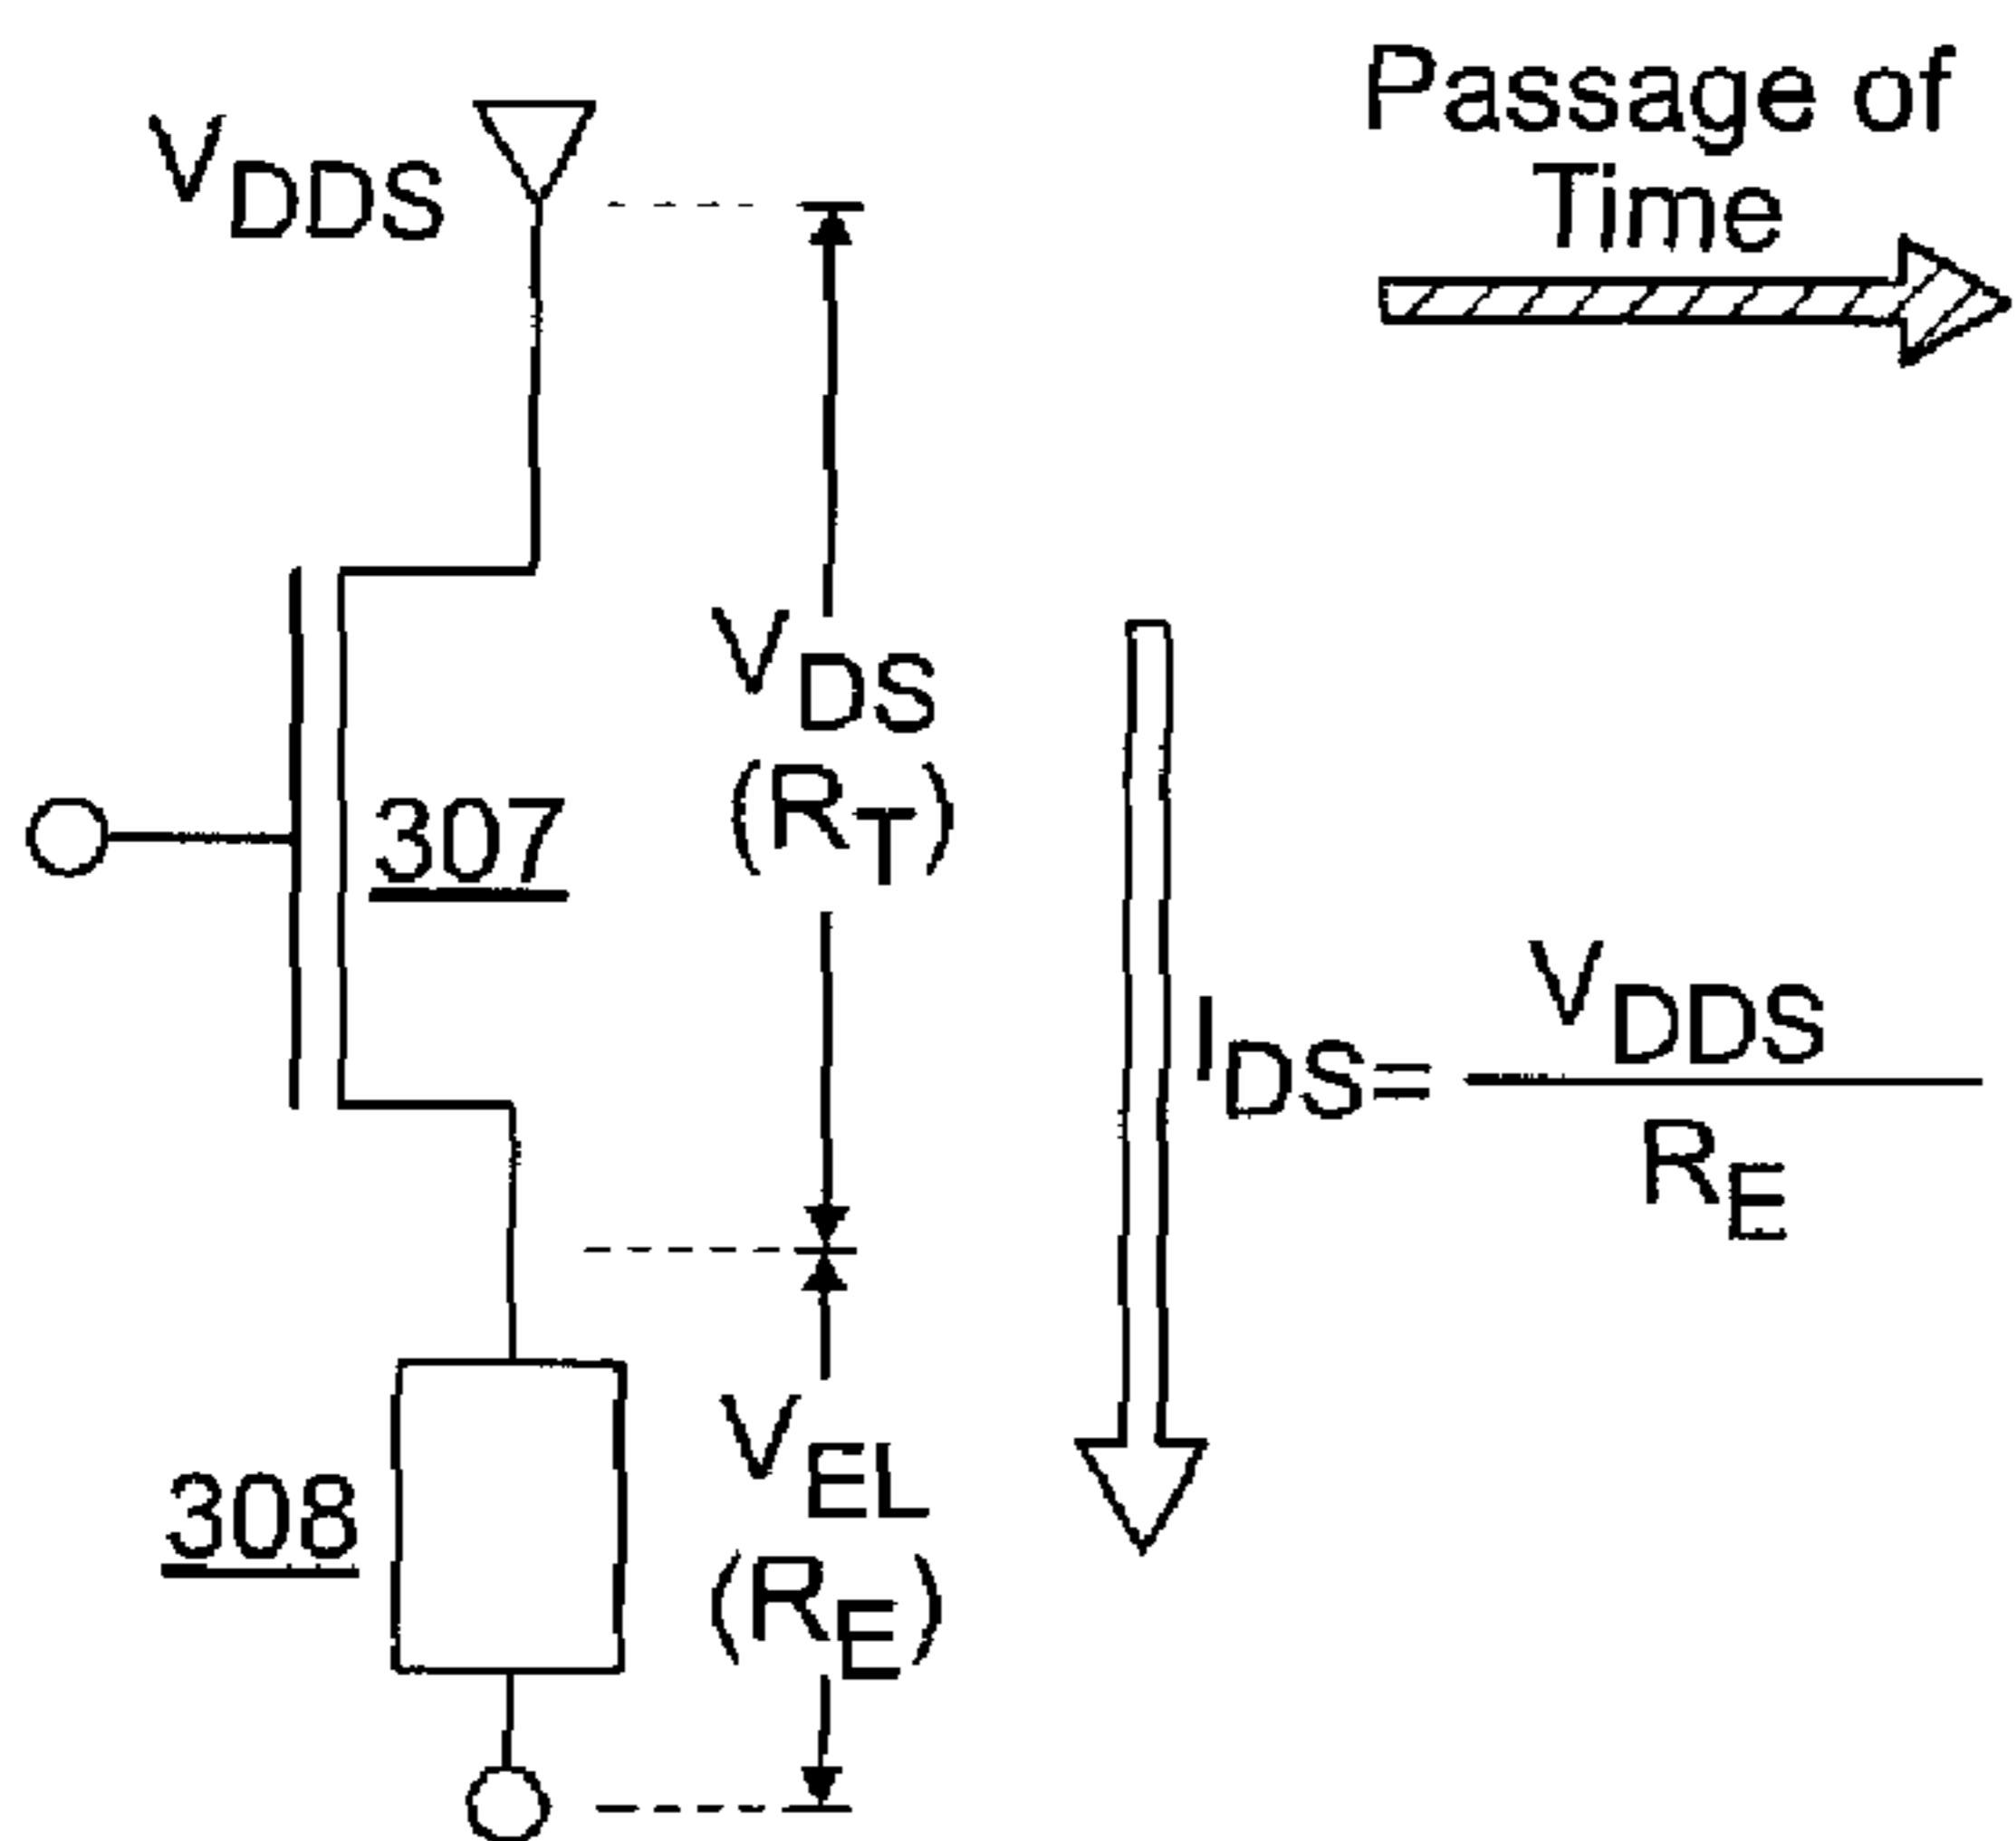 Passage of
Time
VDDS
VDS
(RT)
307
IDS= VDDS
RE
VEL
(RE)
308